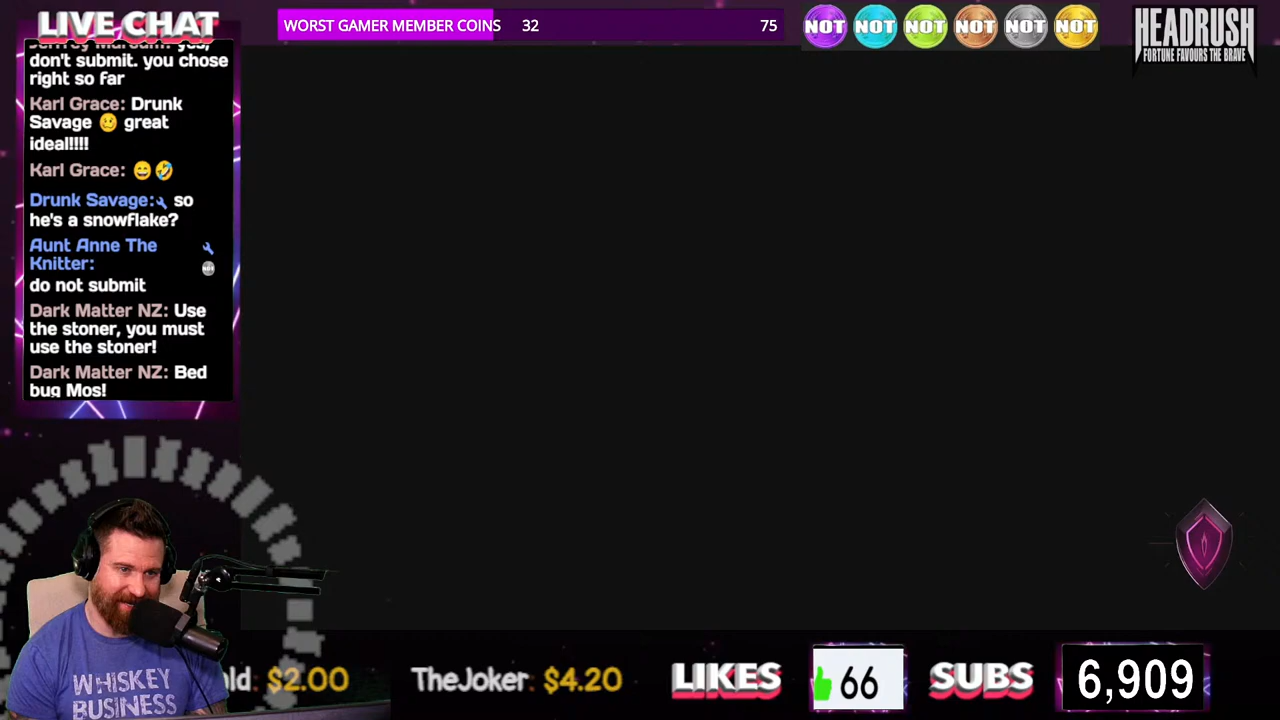 LIVE CHAT
WORST GAMER MEMBER COINS 32 75
NOT NOT NOT NOT NOT NOT
HEADRUSH
FORTUNE FAVOURS THE BRAVE
don't submit. you chose
right so far
Karl Grace: Drunk
Savage 🥴 great
ideal!!!!
Karl Grace: 😄🤣
Drunk Savage: so
he's a snowflake?
Aunt Anne The
Knitter:
do not submit
Dark Matter NZ: Use
the stoner, you must
use the stoner!
Dark Matter NZ: Bed
bug Mos!
WHISKEY
BUSINESS
ld: $2.00 TheJoker: $4.20 LIKES 66 SUBS 6,909